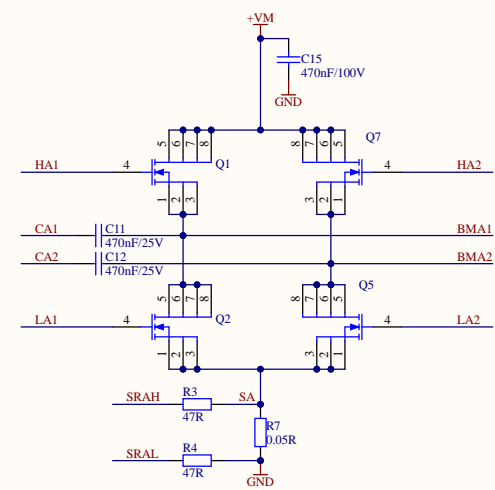 +VM
C15
470nF/100V
GND
5 6 7 8
Q1
8 7 6 5
Q7
HA1
4
4
HA2
1 2 3
3 2 1
CA1
C11
470nF/25V
BMA1
CA2
C12
470nF/25V
BMA2
5 6 7 8
Q2
8 7 6 5
Q5
LA1
4
4
LA2
1 2 3
3 2 1
SRAH
R3
47R
SA
R7
0.05R
SRAL
R4
47R
GND